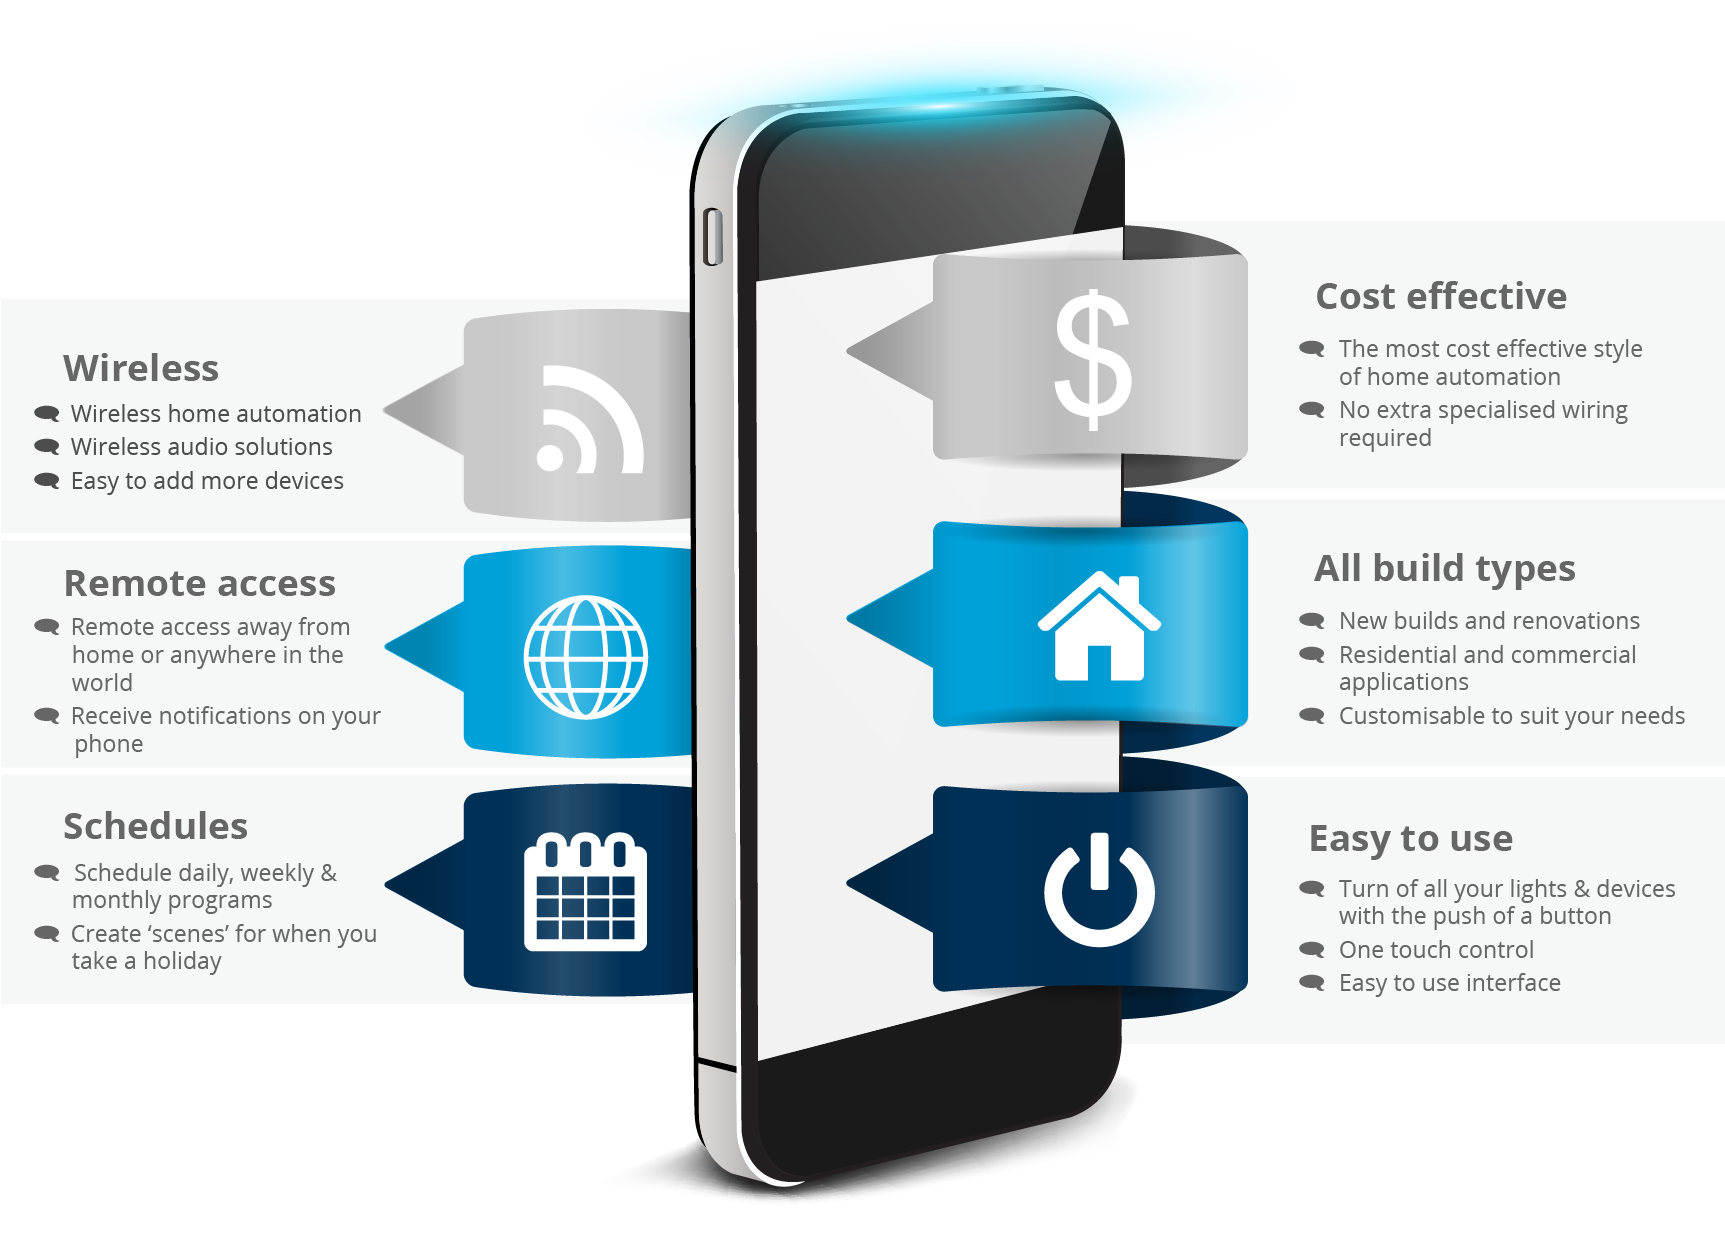 Wireless
Wireless home automation
Wireless audio solutions
Easy to add more devices
Remote access
Remote access away from
home or anywhere in the
world
Receive notifications on your
phone
Schedules
Schedule daily, weekly &
monthly programs
Create ‘scenes’ for when you
take a holiday
$
Cost effective
The most cost effective style
of home automation
No extra specialised wiring
required
All build types
New builds and renovations
Residential and commercial
applications
Customisable to suit your needs
Easy to use
Turn of all your lights & devices
with the push of a button
One touch control
Easy to use interface